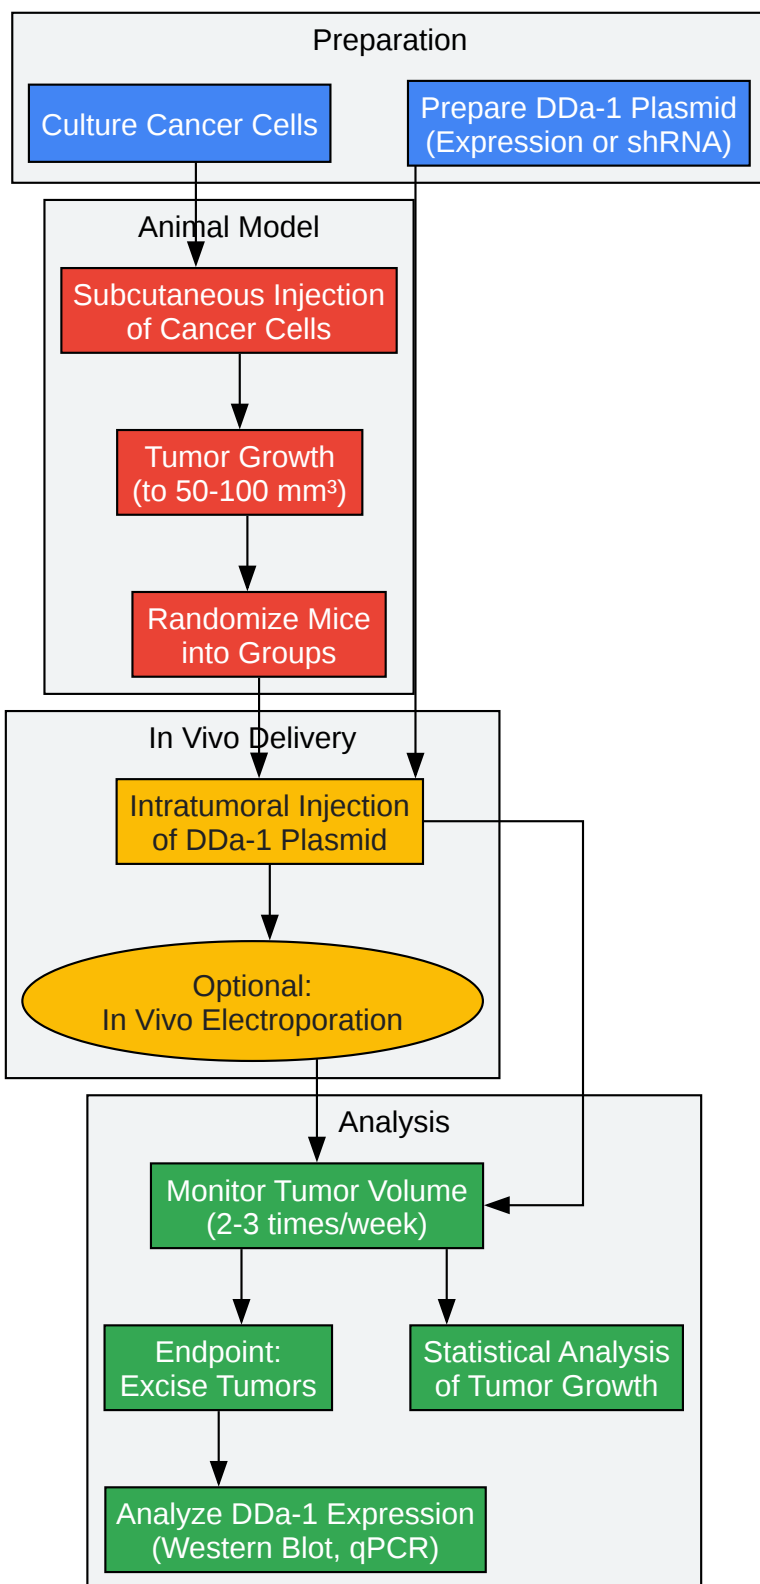 Preparation
Culture Cancer Cells
Prepare DDa-1 Plasmid
(Expression or shRNA)
Animal Model
Subcutaneous Injection
of Cancer Cells
Tumor Growth
(to 50-100 mm³)
Randomize Mice
into Groups
In Vivo Delivery
Intratumoral Injection
of DDa-1 Plasmid
Optional:
In Vivo Electroporation
Analysis
Monitor Tumor Volume
(2-3 times/week)
Endpoint:
Excise Tumors
Statistical Analysis
of Tumor Growth
Analyze DDa-1 Expression
(Western Blot, qPCR)